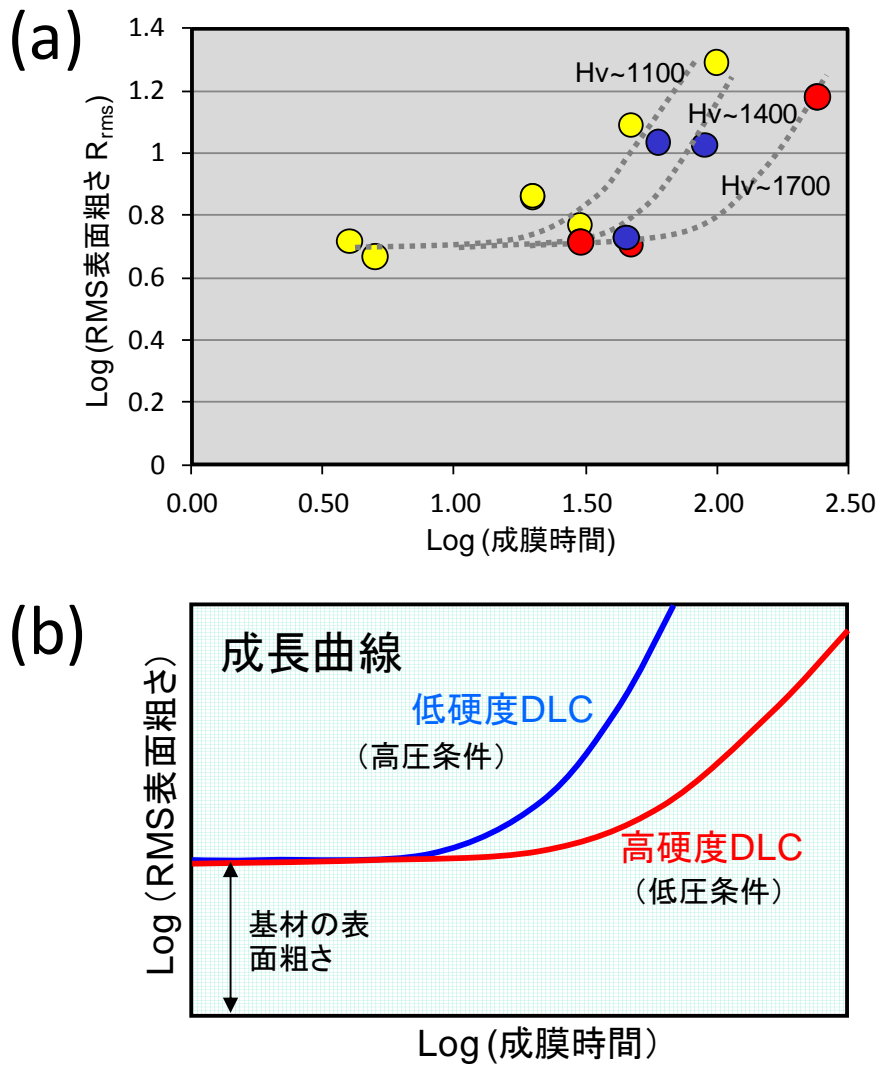 (a)
1.4
1.2
1
0.8
0.6
0.4
0.2
0
Log (RMS表面粗さ Rrms)
Hv~1100
Hv~1400
Hv~1700
0.00 0.50 1.00 1.50 2.00 2.50
Log (成膜時間)
(b)
成長曲線
低硬度DLC
（高圧条件）
高硬度DLC
（低圧条件）
基材の表
面粗さ
Log（RMS表面粗さ）
Log (成膜時間）